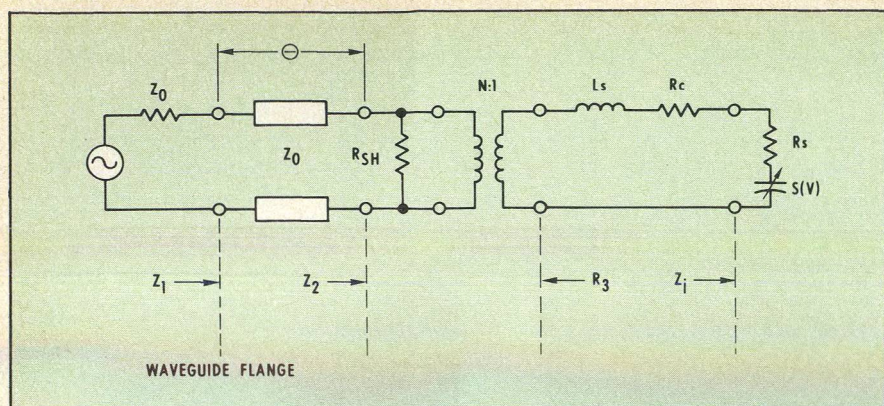 Θ
Z0
N:1
Ls
Rc
Z0
RSH
Rs
S(V)
Z1
Z2
R3
Zi
WAVEGUIDE FLANGE